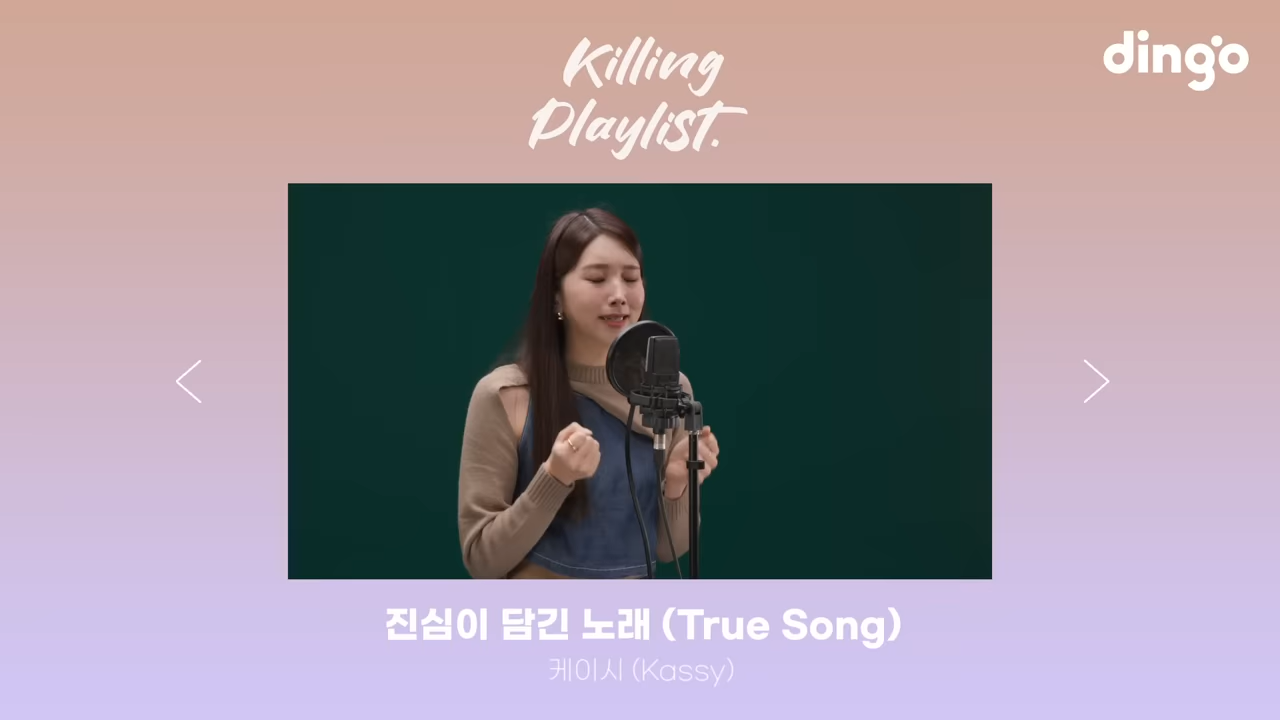 Killing
Playlist.
dingo
진심이 담긴 노래 (True Song)
케이시 (Kassy)